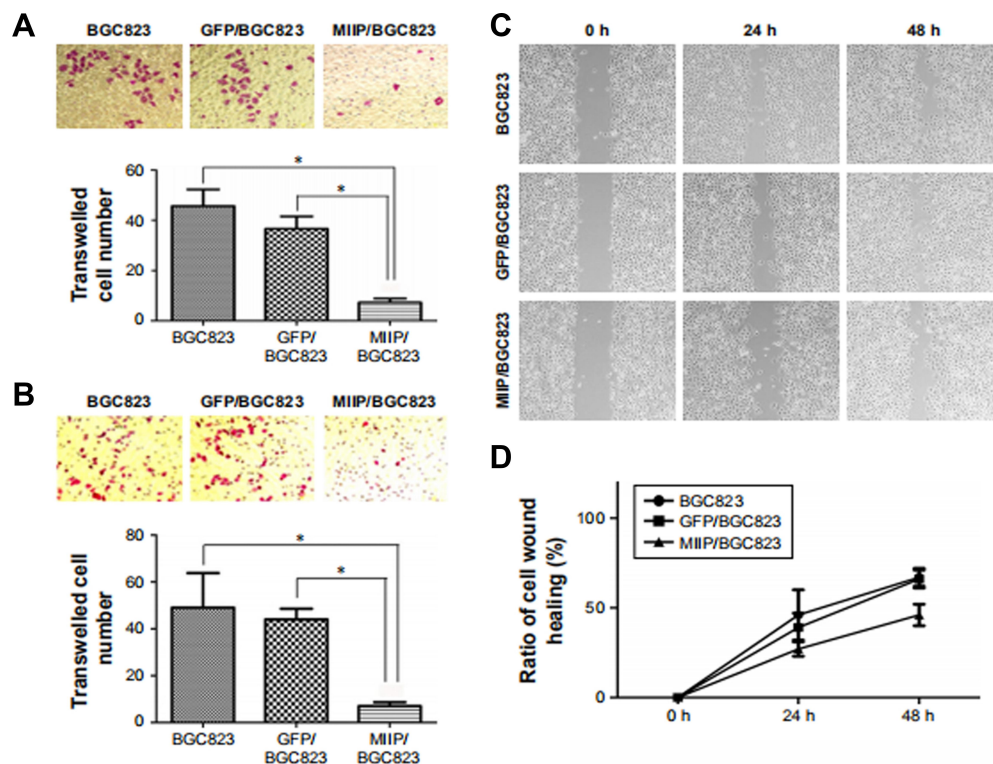 A
BGC823 GFP/BGC823 MIIP/BGC823
Transwelled
cell number
60
40
20
0
*
*
BGC823 GFP/ MIIP/
BGC823 BGC823
B
BGC823 GFP/BGC823 MIIP/BGC823
Transwelled cell
number
80
60
40
20
0
*
*
BGC823 GFP/ MIIP/
BGC823 BGC823
C
0 h 24 h 48 h
BGC823
GFP/BGC823
MIIP/BGC823
D
Ratio of cell wound
healing (%)
100
50
0
BGC823
GFP/BGC823
MIIP/BGC823
0 h 24 h 48 h